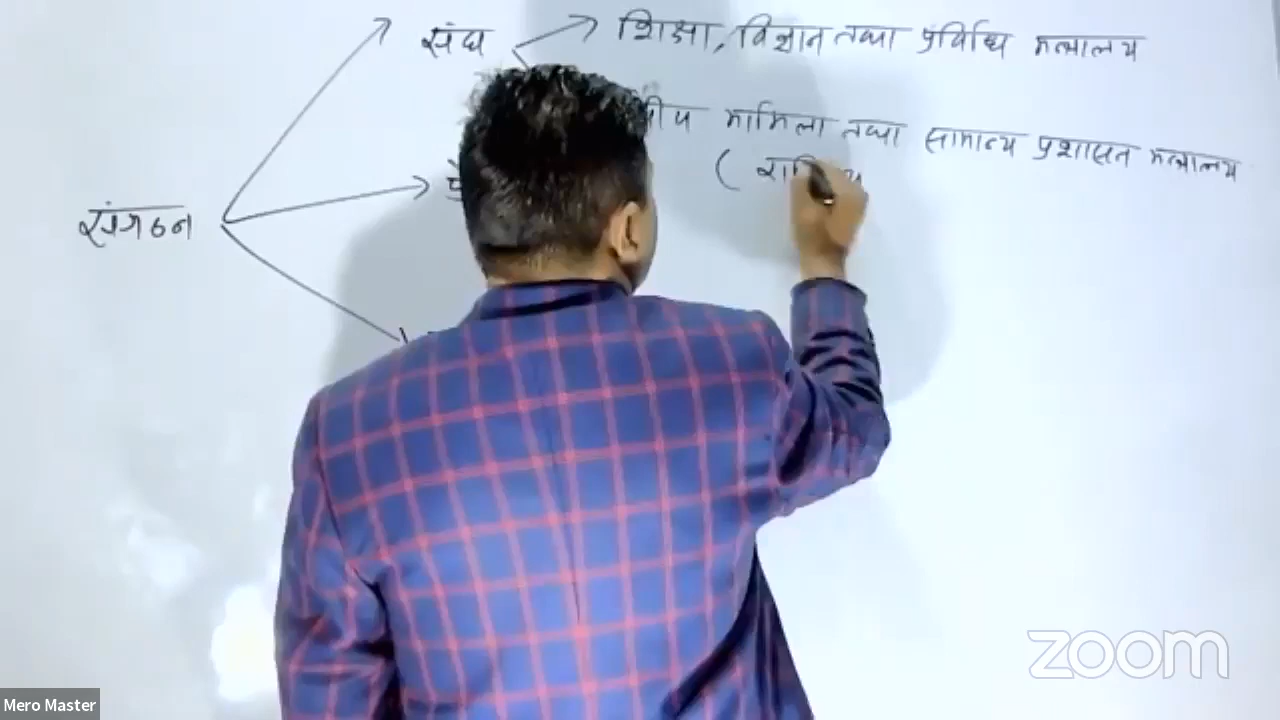 संघ
शिक्षा, विज्ञान तथा प्रविधि मन्त्रालय
मामिला तथा सामान्य प्रशासन मन्त्रालय
संगठन
zoom
Mero Master